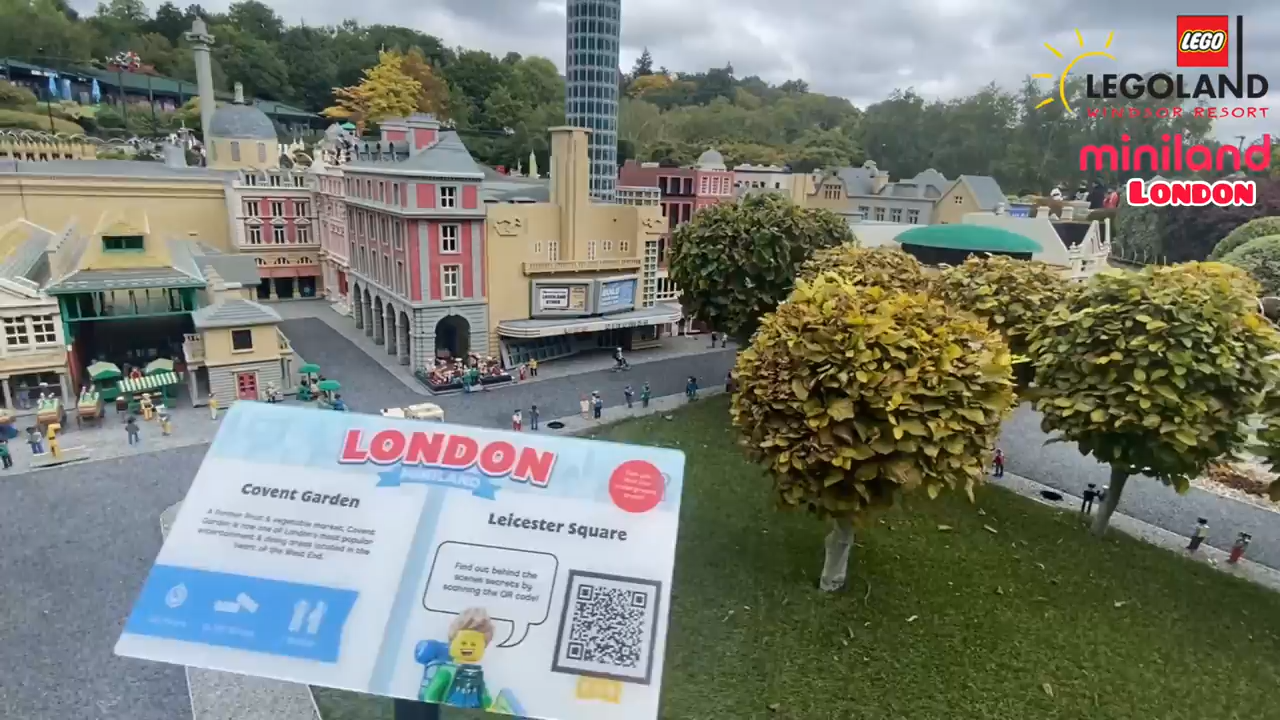 LEGO
LEGOLAND
WINDSOR RESORT
miniland
LONDON
LONDON
MINILAND
Covent Garden
A former fruit & vegetable market, Covent
Garden is now one of London's most popular
entertainment & dining areas located in the
heart of the West End.
Leicester Square
Find out behind the
scenes secrets by
scanning the QR code!